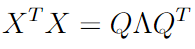 X^T X = QΛQ^T